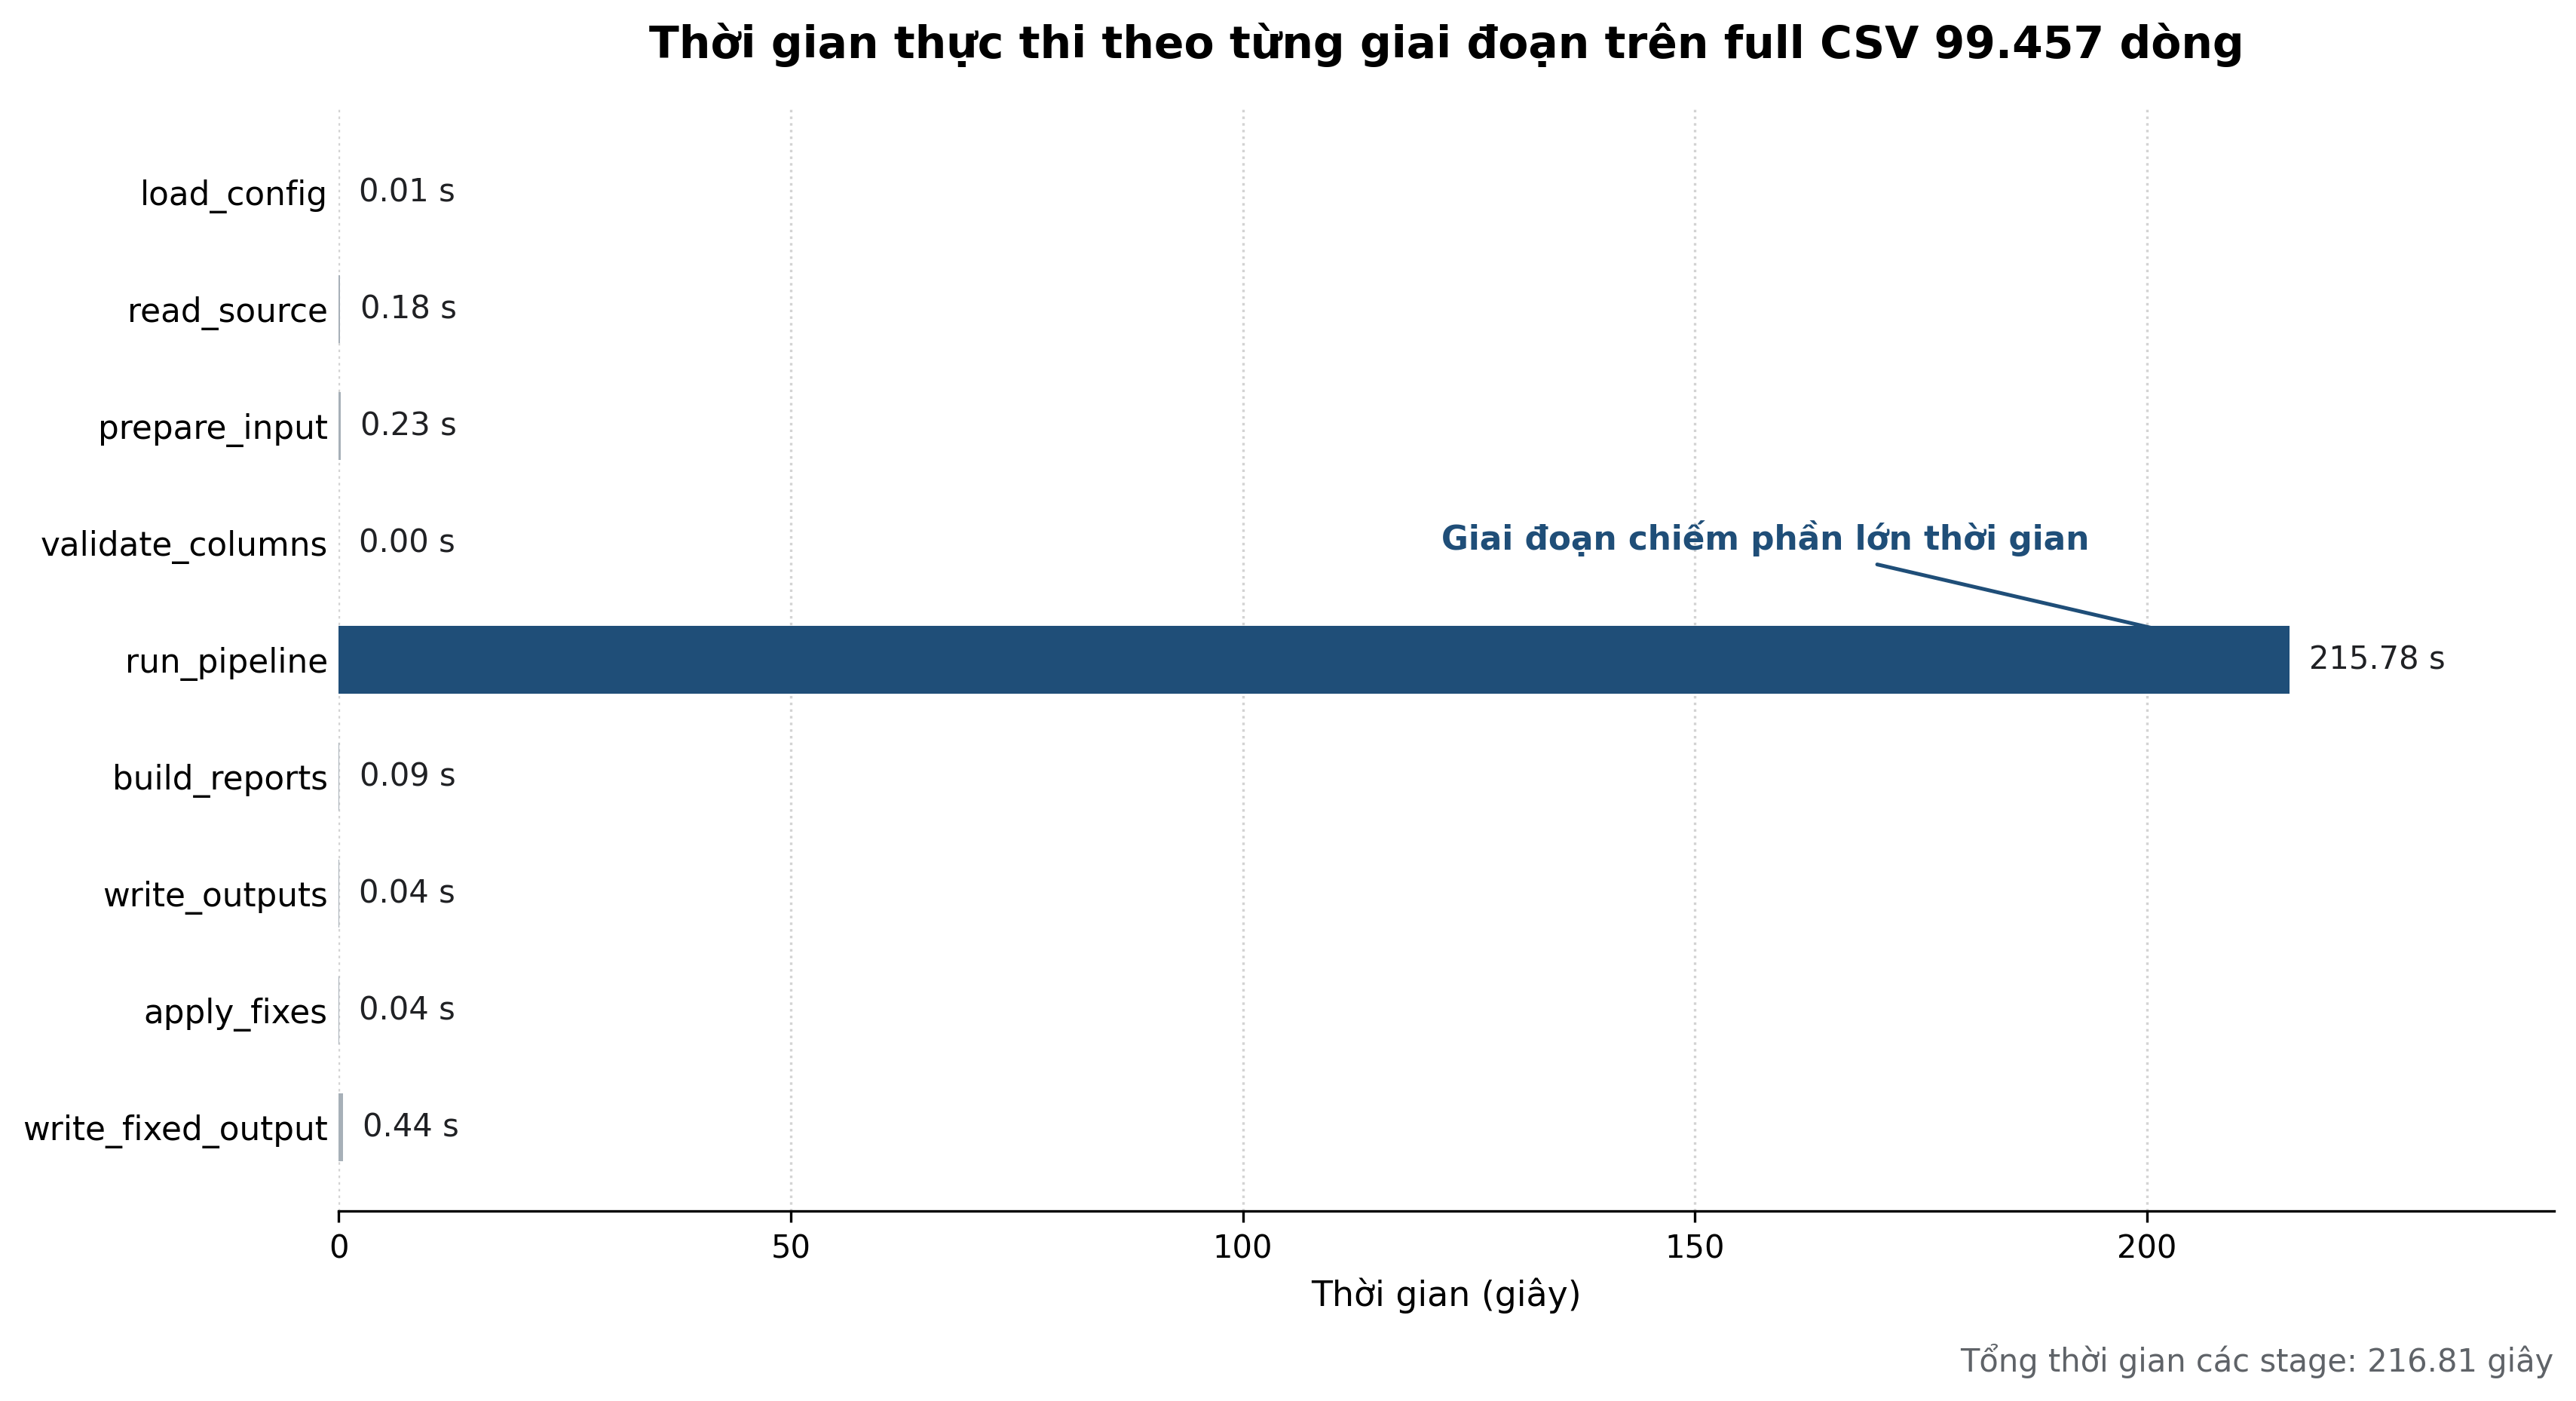 Thời gian thực thi theo từng giai đoạn trên full CSV 99.457 dòng
load_config 0.01 s
read_source 0.18 s
prepare_input 0.23 s
validate_columns 0.00 s
Giai đoạn chiếm phần lớn thời gian
run_pipeline 215.78 s
build_reports 0.09 s
write_outputs 0.04 s
apply_fixes 0.04 s
write_fixed_output 0.44 s
0 50 100 150 200
Thời gian (giây)
Tổng thời gian các stage: 216.81 giây